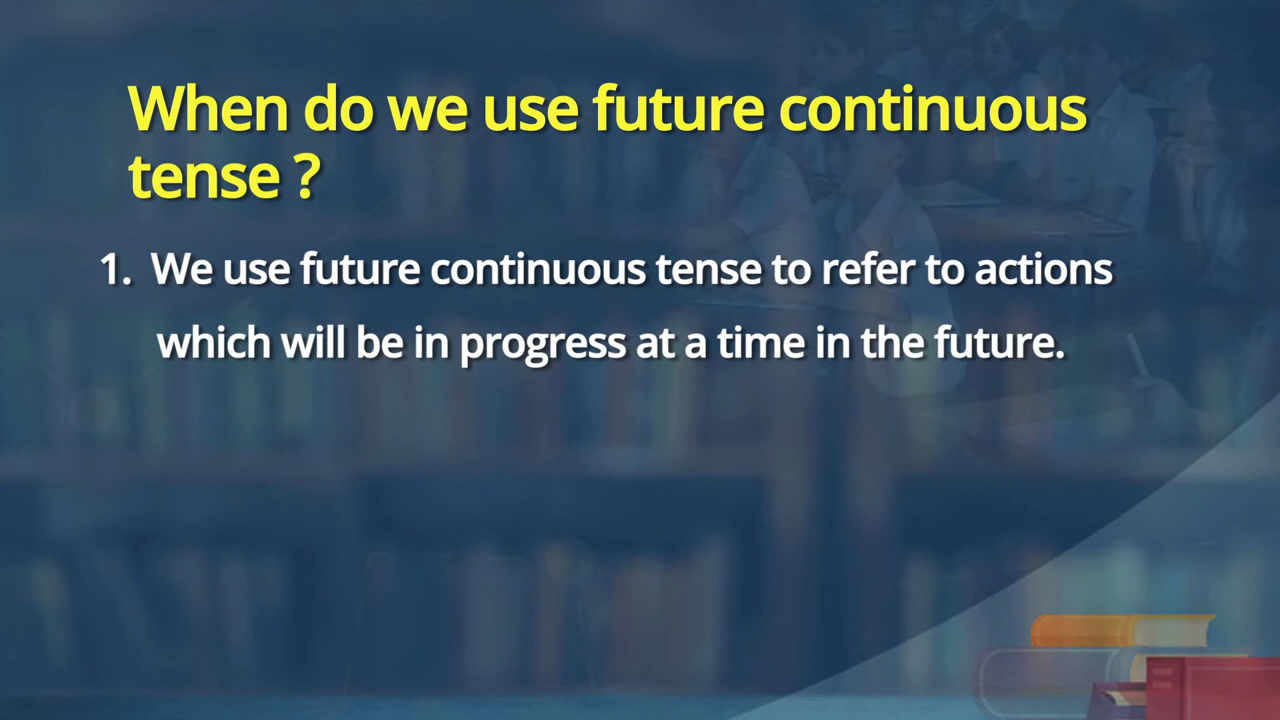 When do we use future continuous
tense ?
1. We use future continuous tense to refer to actions
which will be in progress at a time in the future.